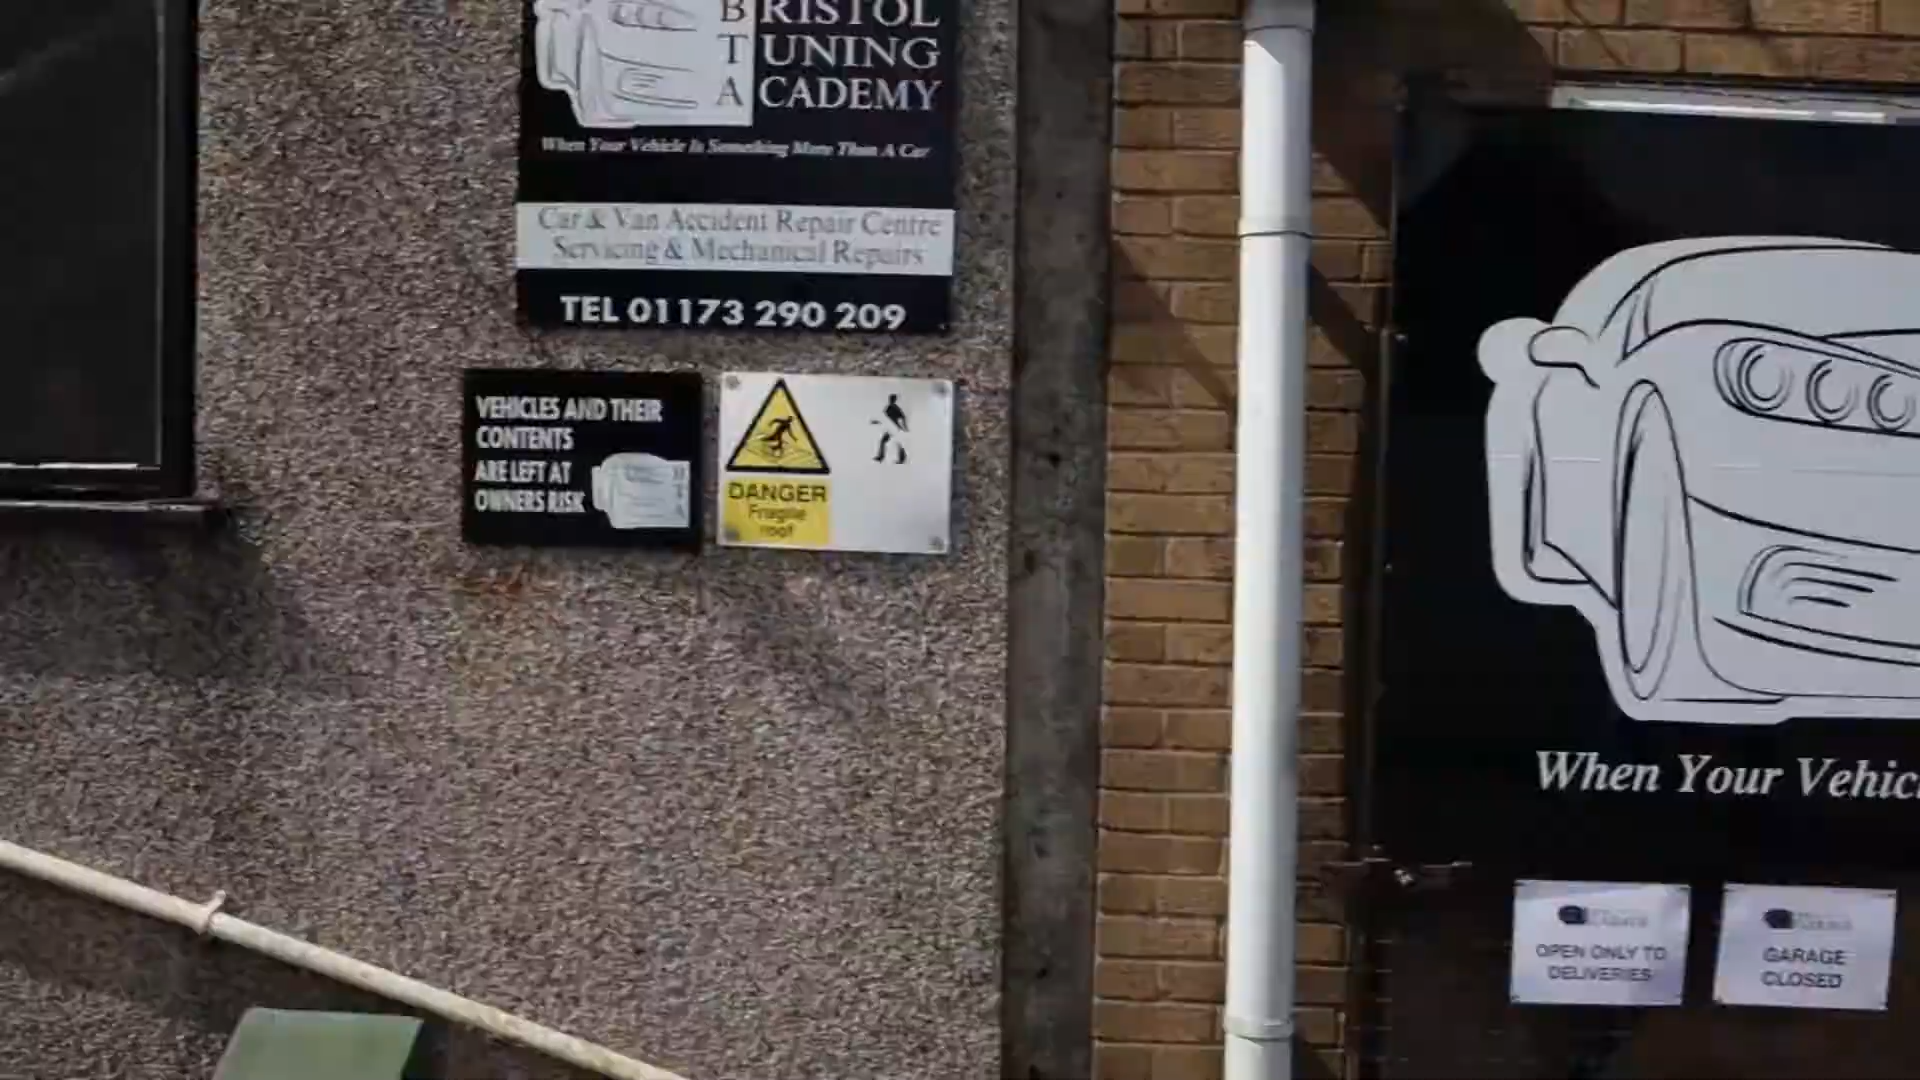 BRISTOL
TUNING
ACADEMY
When Your Vehicle Is Something More Than A Car
Car & Van Accident Repair Centre
Servicing & Mechanical Repairs
TEL 01173 290 209
VEHICLES AND THEIR
CONTENTS
ARE LEFT AT
OWNERS RISK
DANGER
Fragile
roof
When Your Vehic
OPEN ONLY TO
DELIVERIES
GARAGE
CLOSED